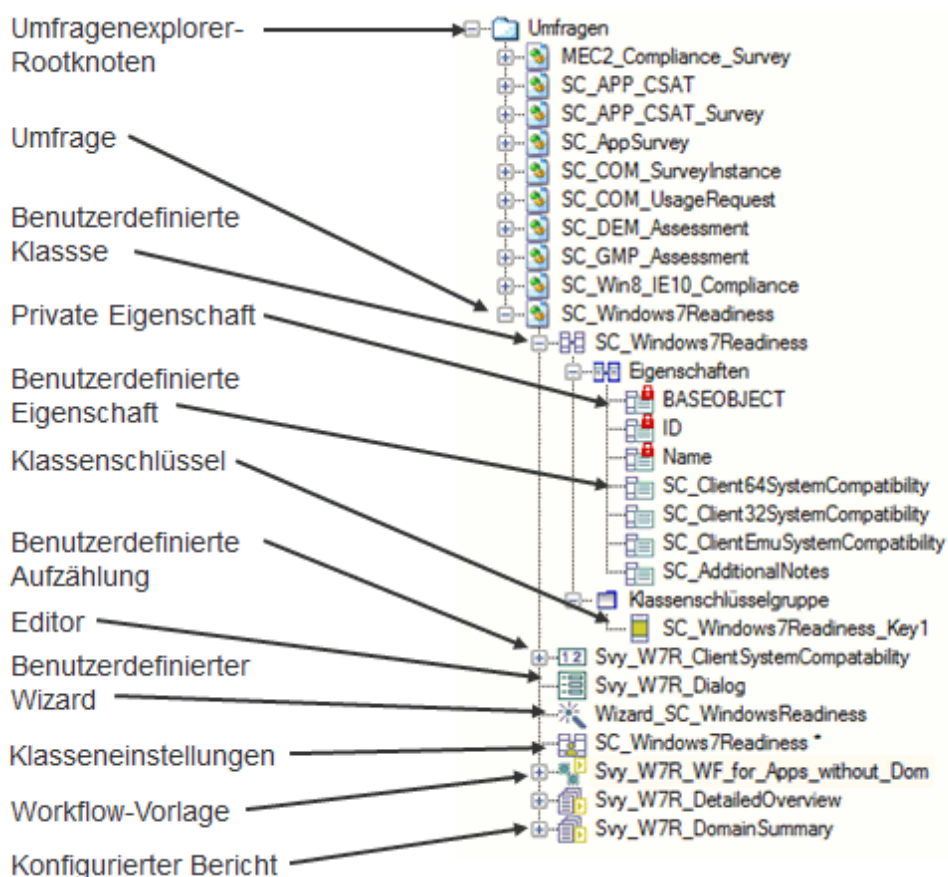 Umfragenexplorer-
Rootknoten
Umfrage
Benutzerdefinierte
Klassse
Private Eigenschaft
Benutzerdefinierte
Eigenschaft
Klassenschlüssel
Benutzerdefinierte
Aufzählung
Editor
Benutzerdefinierter
Wizard
Klasseneinstellungen
Workflow-Vorlage
Konfigurierter Bericht
Umfragen
MEC2_Compliance_Survey
SC_APP_CSAT
SC_APP_CSAT_Survey
SC_AppSurvey
SC_COM_SurveyInstance
SC_COM_UsageRequest
SC_DEM_Assessment
SC_GMP_Assessment
SC_Win8_IE10_Compliance
SC_Windows7Readiness
SC_Windows7Readiness
Eigenschaften
BASEOBJECT
ID
Name
SC_Client64SystemCompatibility
SC_Client32SystemCompatibility
SC_ClientEmuSystemCompatibility
SC_AdditionalNotes
Klassenschlüsselgruppe
SC_Windows7Readiness_Key1
12 Svy_W7R_ClientSystemCompatability
Svy_W7R_Dialog
Wizard_SC_WindowsReadiness
SC_Windows7Readiness *
Svy_W7R_WF_for_Apps_without_Dom
Svy_W7R_DetailedOverview
Svy_W7R_DomainSummary